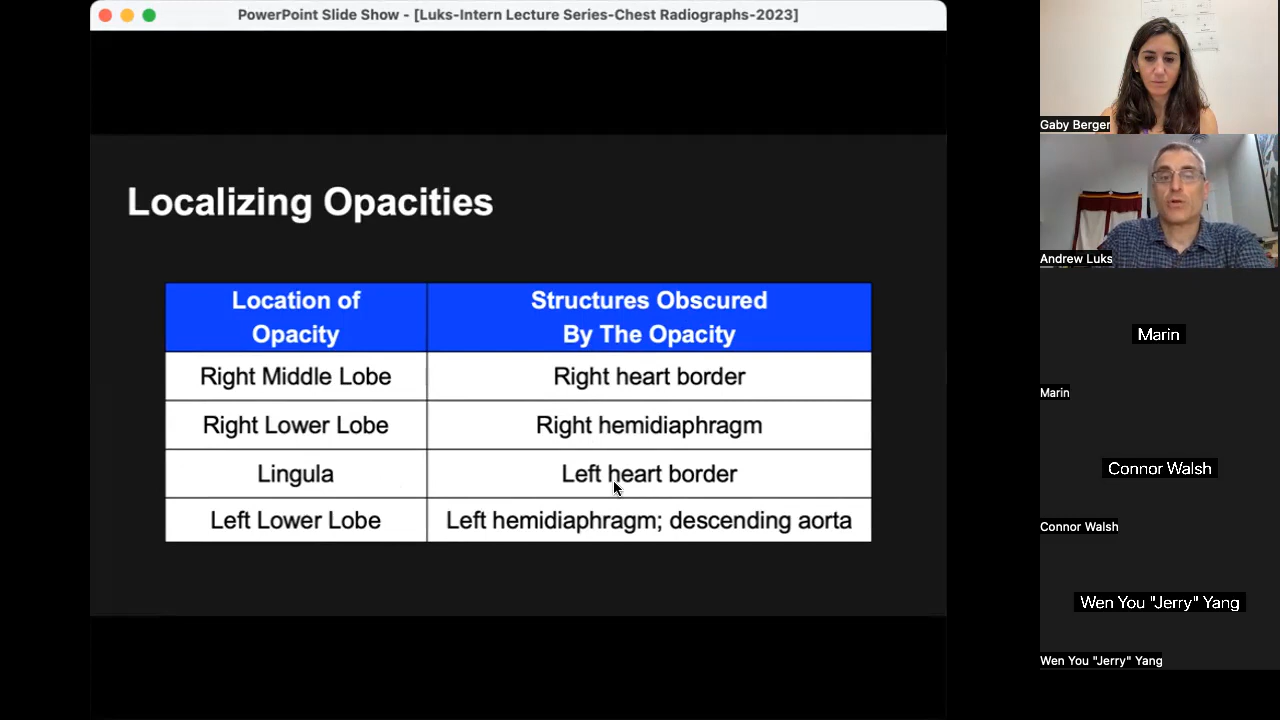 PowerPoint Slide Show - [Luks-Intern Lecture Series-Chest Radiographs-2023]
Localizing Opacities
Location of
Opacity
Structures Obscured
By The Opacity
Right Middle Lobe
Right heart border
Right Lower Lobe
Right hemidiaphragm
Lingula
Left heart border
Left Lower Lobe
Left hemidiaphragm; descending aorta
Gaby Berger
Andrew Luks
Marin
Marin
Connor Walsh
Connor Walsh
Wen You "Jerry" Yang
Wen You "Jerry" Yang